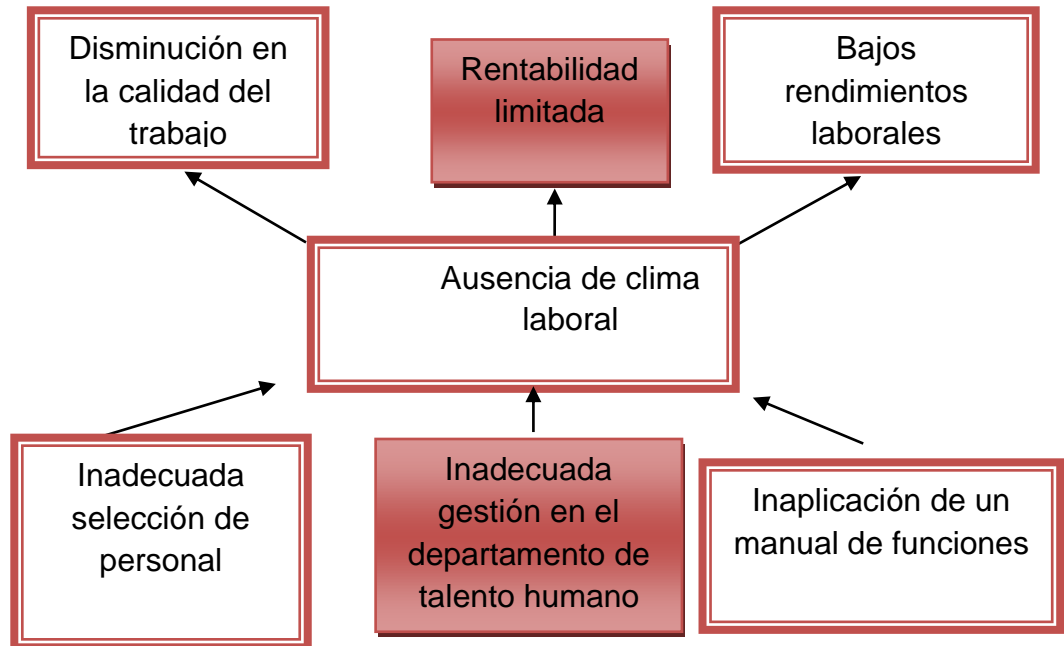 Disminución en
la calidad del
trabajo
Rentabilidad
limitada
Bajos
rendimientos
laborales
Ausencia de clima
laboral
Inadecuada
selección de
personal
Inadecuada
gestión en el
departamento de
talento humano
Inaplicación de un
manual de funciones